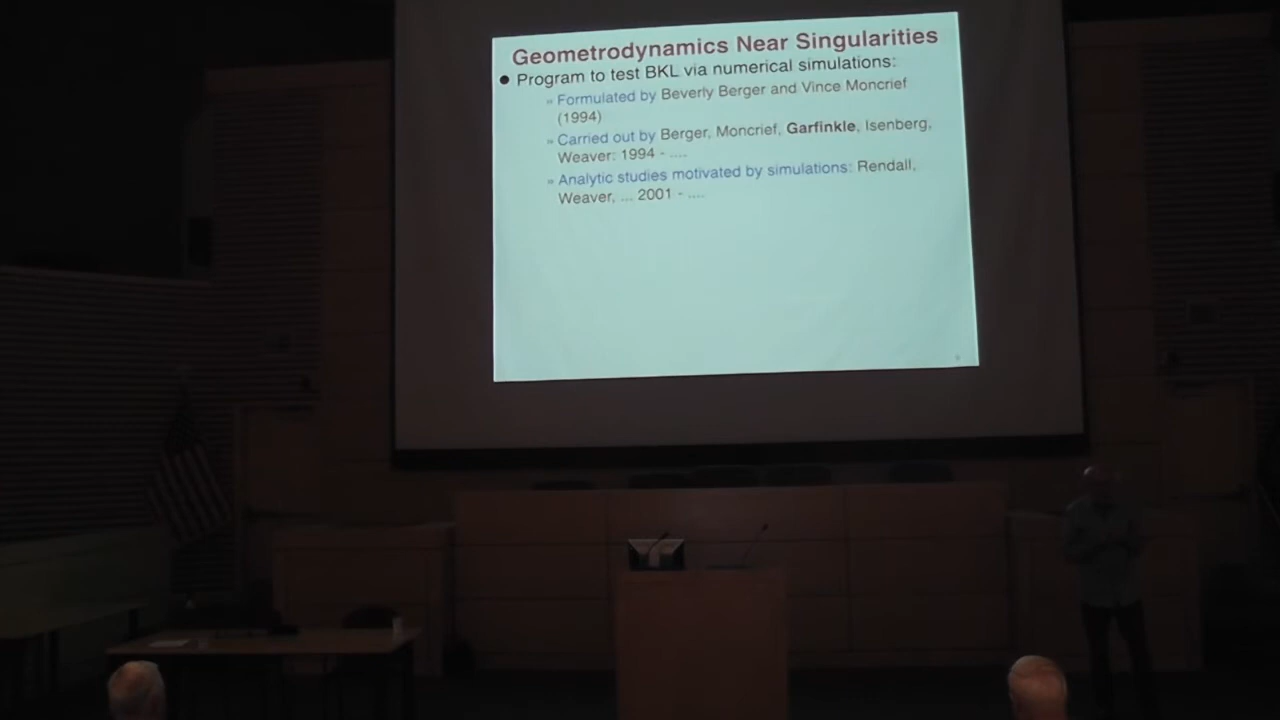 Geometrodynamics Near Singularities
● Program to test BKL via numerical simulations:
» Formulated by Beverly Berger and Vince Moncrief
(1994)
» Carried out by Berger, Moncrief, Garfinkle, Isenberg,
Weaver: 1994 - ....
» Analytic studies motivated by simulations: Rendall,
Weaver, ... 2001 - ....